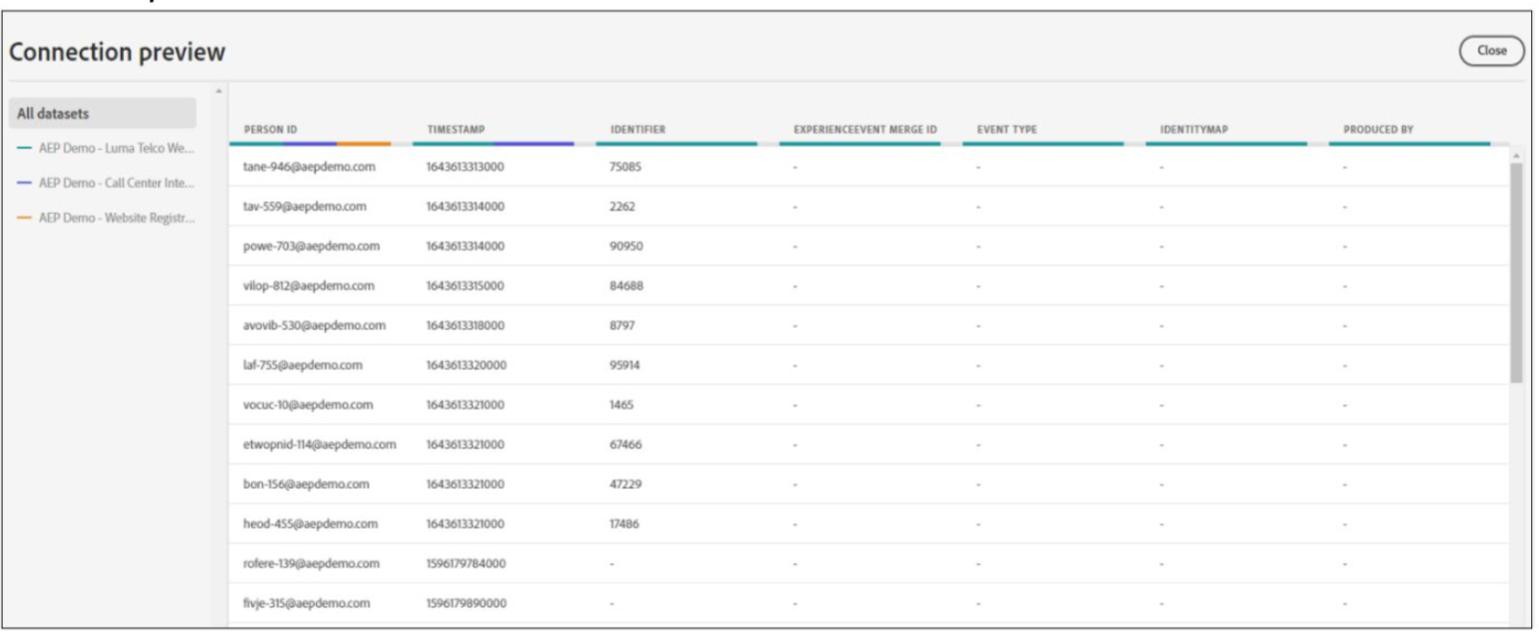 Connection preview
Close
All datasets
AEP Demo - Luma Telco We...
AEP Demo - Call Center Inte...
AEP Demo - Website Registr...
PERSON ID TIMESTAMP IDENTIFIER EXPERIENCEEVENT MERGE ID EVENT TYPE IDENTITYMAP PRODUCED BY
tane-946@aepdemo.com 1643613313000 75085 - - - -
tav-559@aepdemo.com 1643613314000 2262 - - - -
powe-703@aepdemo.com 1643613314000 90950 - - - -
vilop-812@aepdemo.com 1643613315000 84688 - - - -
avovib-530@aepdemo.com 1643613318000 8797 - - - -
laf-755@aepdemo.com 1643613320000 95914 - - - -
vocuc-10@aepdemo.com 1643613321000 1465 - - - -
etwopnid-114@aepdemo.com 1643613321000 67466 - - - -
bon-156@aepdemo.com 1643613321000 47229 - - - -
heod-455@aepdemo.com 1643613321000 17486 - - - -
rofere-139@aepdemo.com 1596179784000 - - - - -
fivje-315@aepdemo.com 1596179890000 - - - - -